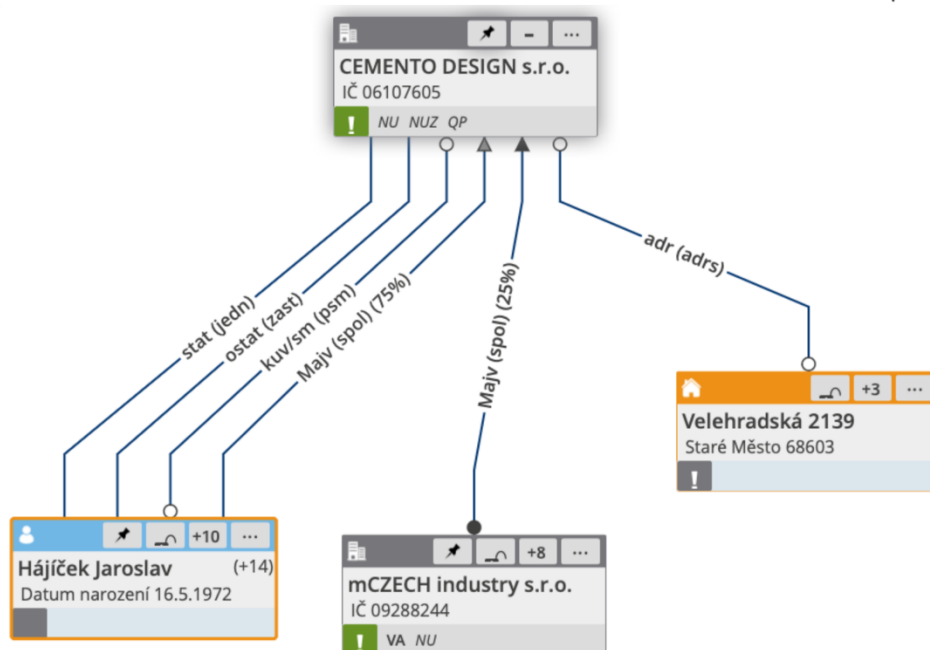 CEMENTO DESIGN s.r.o.
IČ 06107605
! NU NUZ QP
stat (jedn)
ostat (zast)
kuv/sm (psm)
Majv (spol) (75%)
Majv (spol) (25%)
adr (adrs)
+3 ...
Velehradská 2139
Staré Město 68603
!
+10 ...
Hájíček Jaroslav (+14)
Datum narození 16.5.1972
+8 ...
mCZECH industry s.r.o.
IČ 09288244
! VA NU